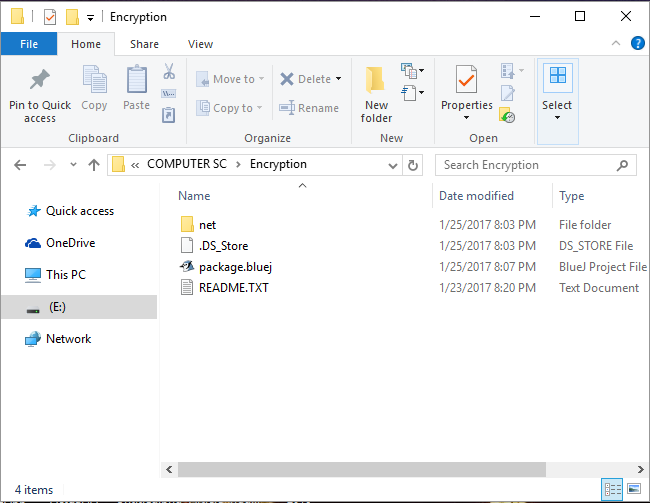 Encryption
File Home Share View
Pin to Quick access
Copy
Paste
Move to
Copy to
Delete
Rename
New folder
Properties
Select
Clipboard Organize New Open
« COMPUTER SC > Encryption
Search Encryption
Name Date modified Type
Quick access
OneDrive
This PC
(E:)
Network
net 1/25/2017 8:03 PM File folder
.DS_Store 1/25/2017 8:03 PM DS_STORE File
package.bluej 1/25/2017 8:07 PM BlueJ Project File
README.TXT 1/23/2017 8:20 PM Text Document
4 items